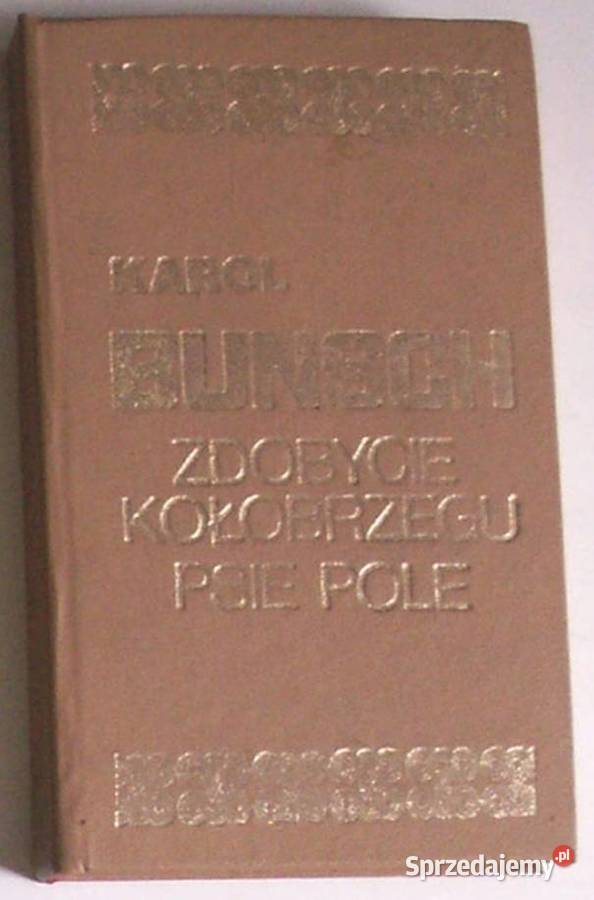 KAROL
BUNSCH
ZDOBYCIE
KOŁOBRZEGU
PSIE POLE
Sprzedajemy.pl